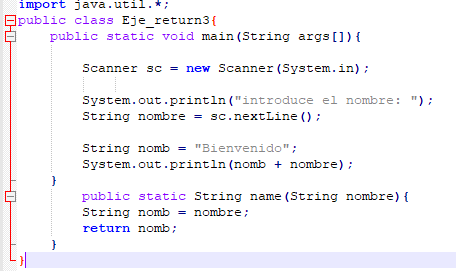 import java.util.*;
public class Eje_return3{
public static void main(String args[]){
Scanner sc = new Scanner(System.in);
System.out.println("introduce el nombre: ");
String nombre = sc.nextLine();
String nomb = "Bienvenido";
System.out.println(nomb + nombre);
}
public static String name(String nombre){
String nomb = nombre;
return nomb;
}
}